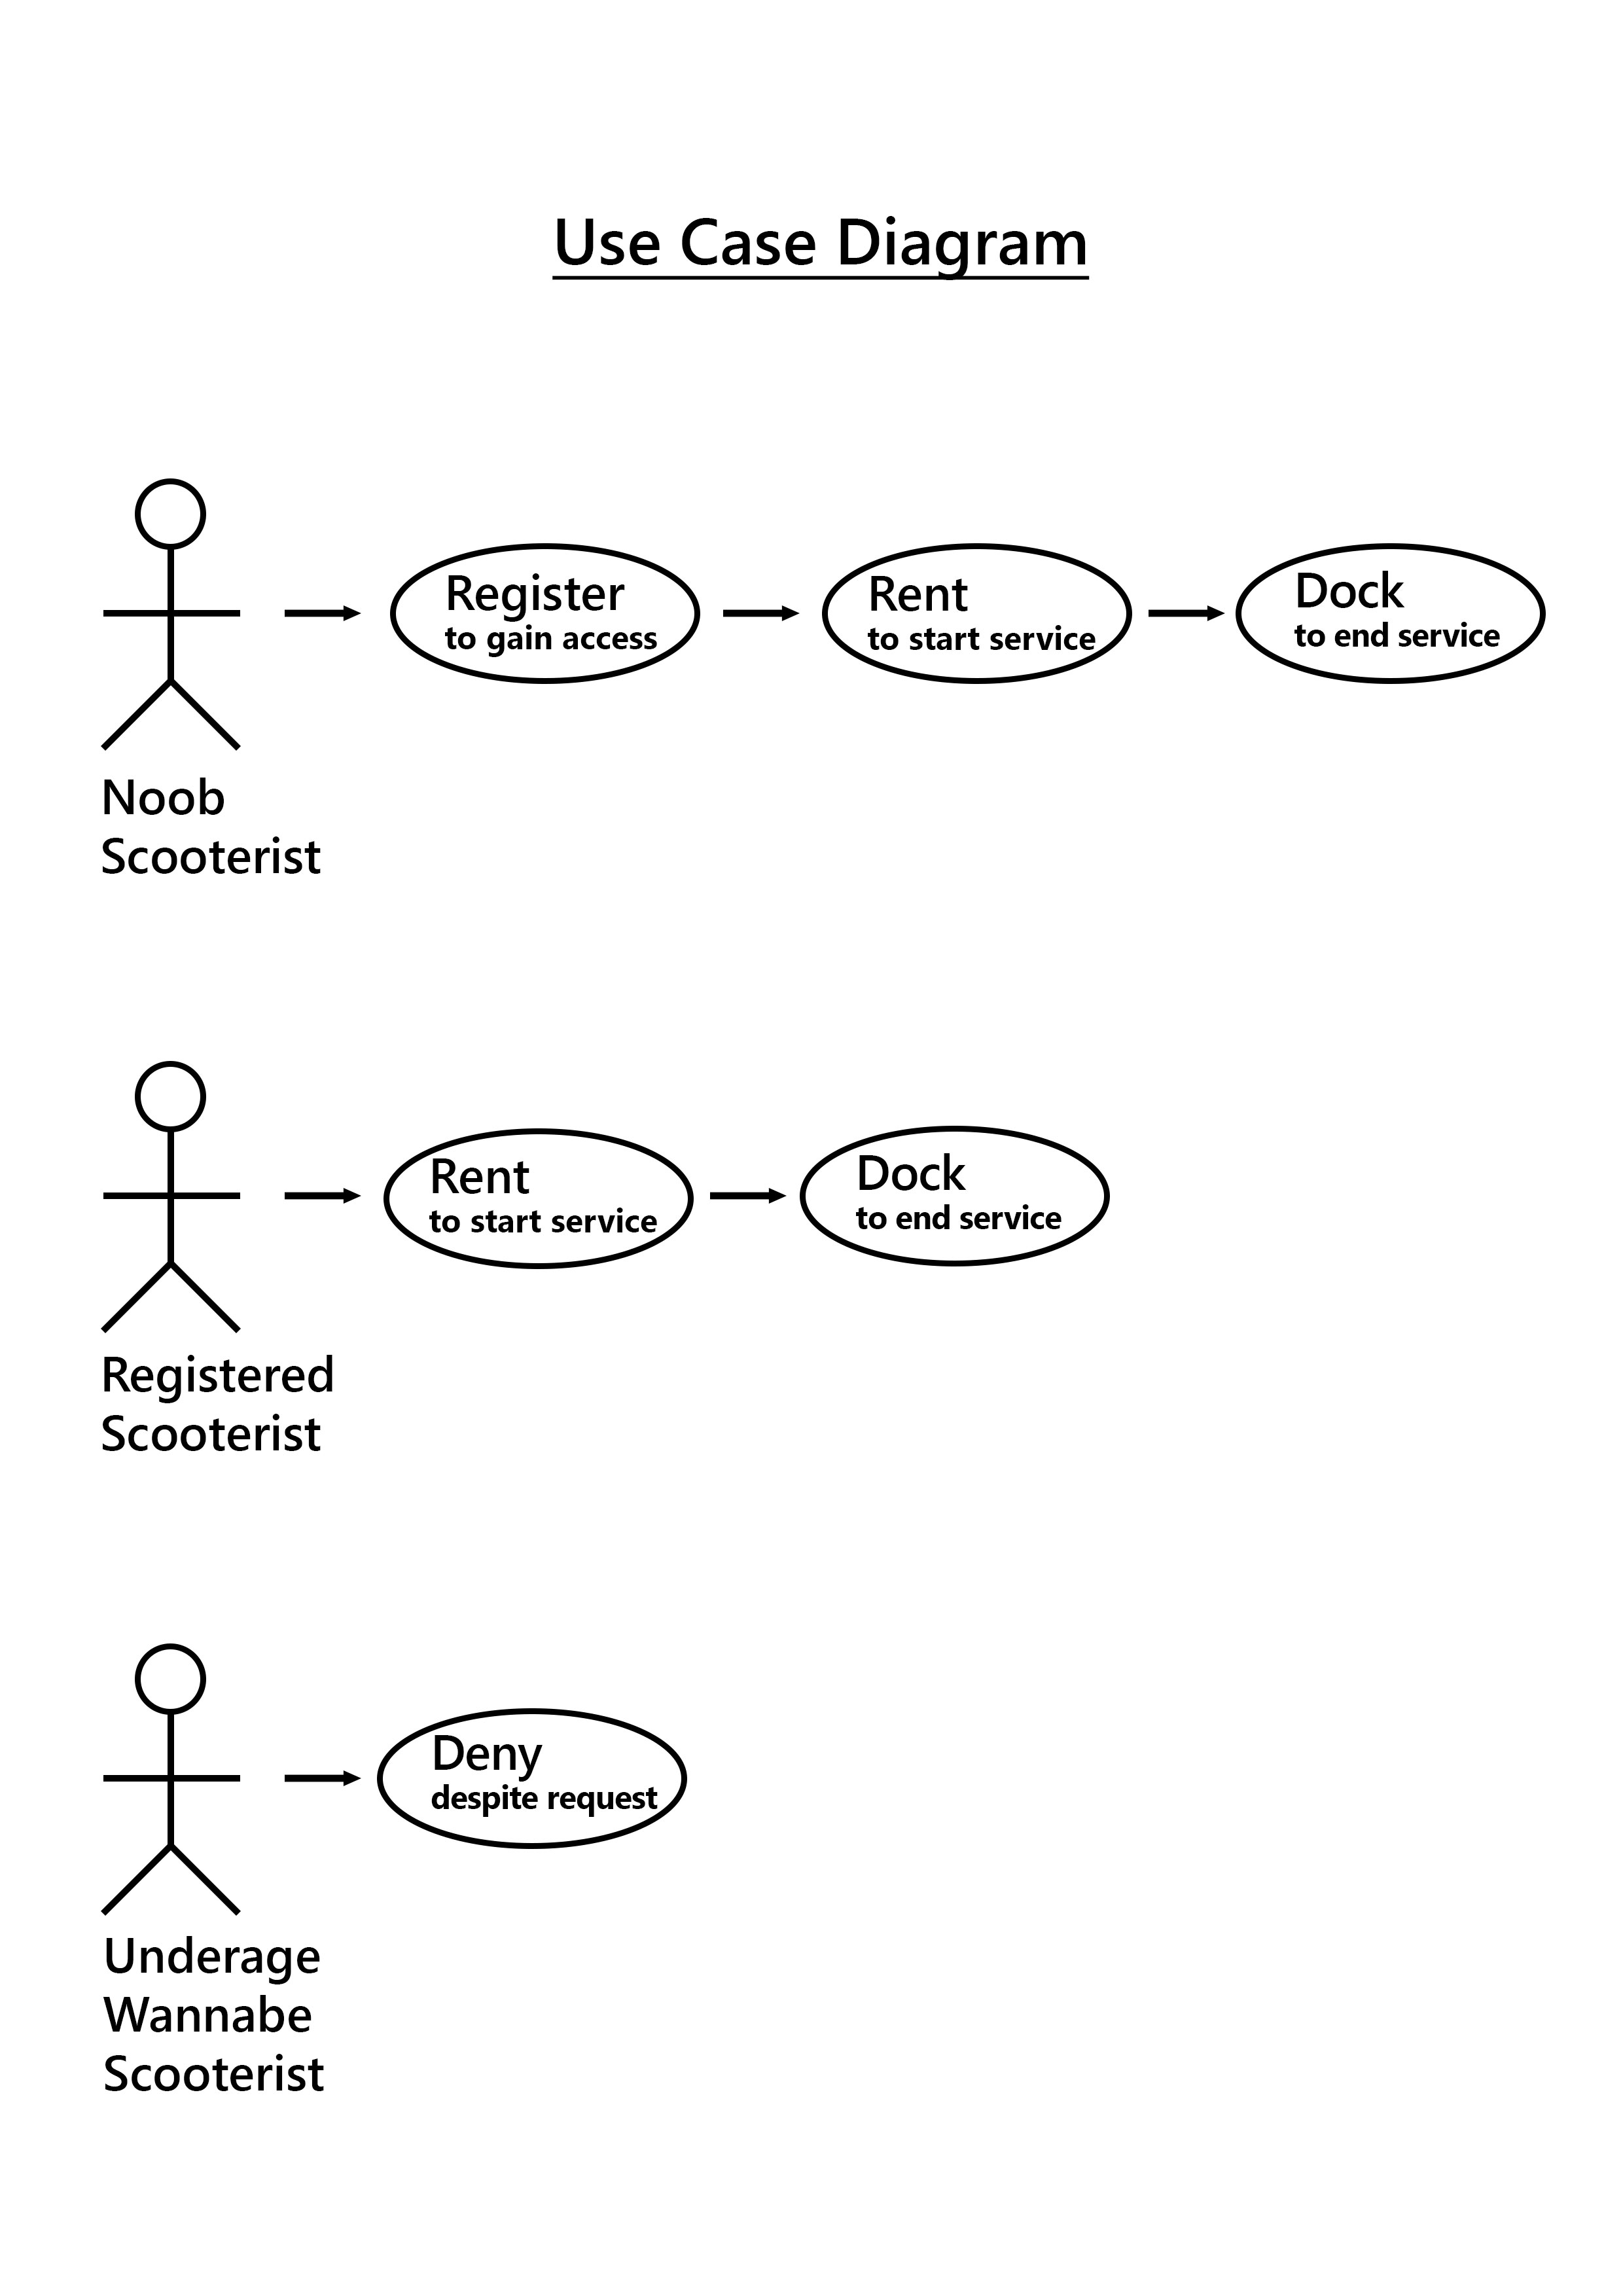 Use Case Diagram
Register
to gain access
Rent
to start service
Dock
to end service
Noob
Scooterist
Rent
to start service
Dock
to end service
Registered
Scooterist
Deny
despite request
Underage
Wannabe
Scooterist